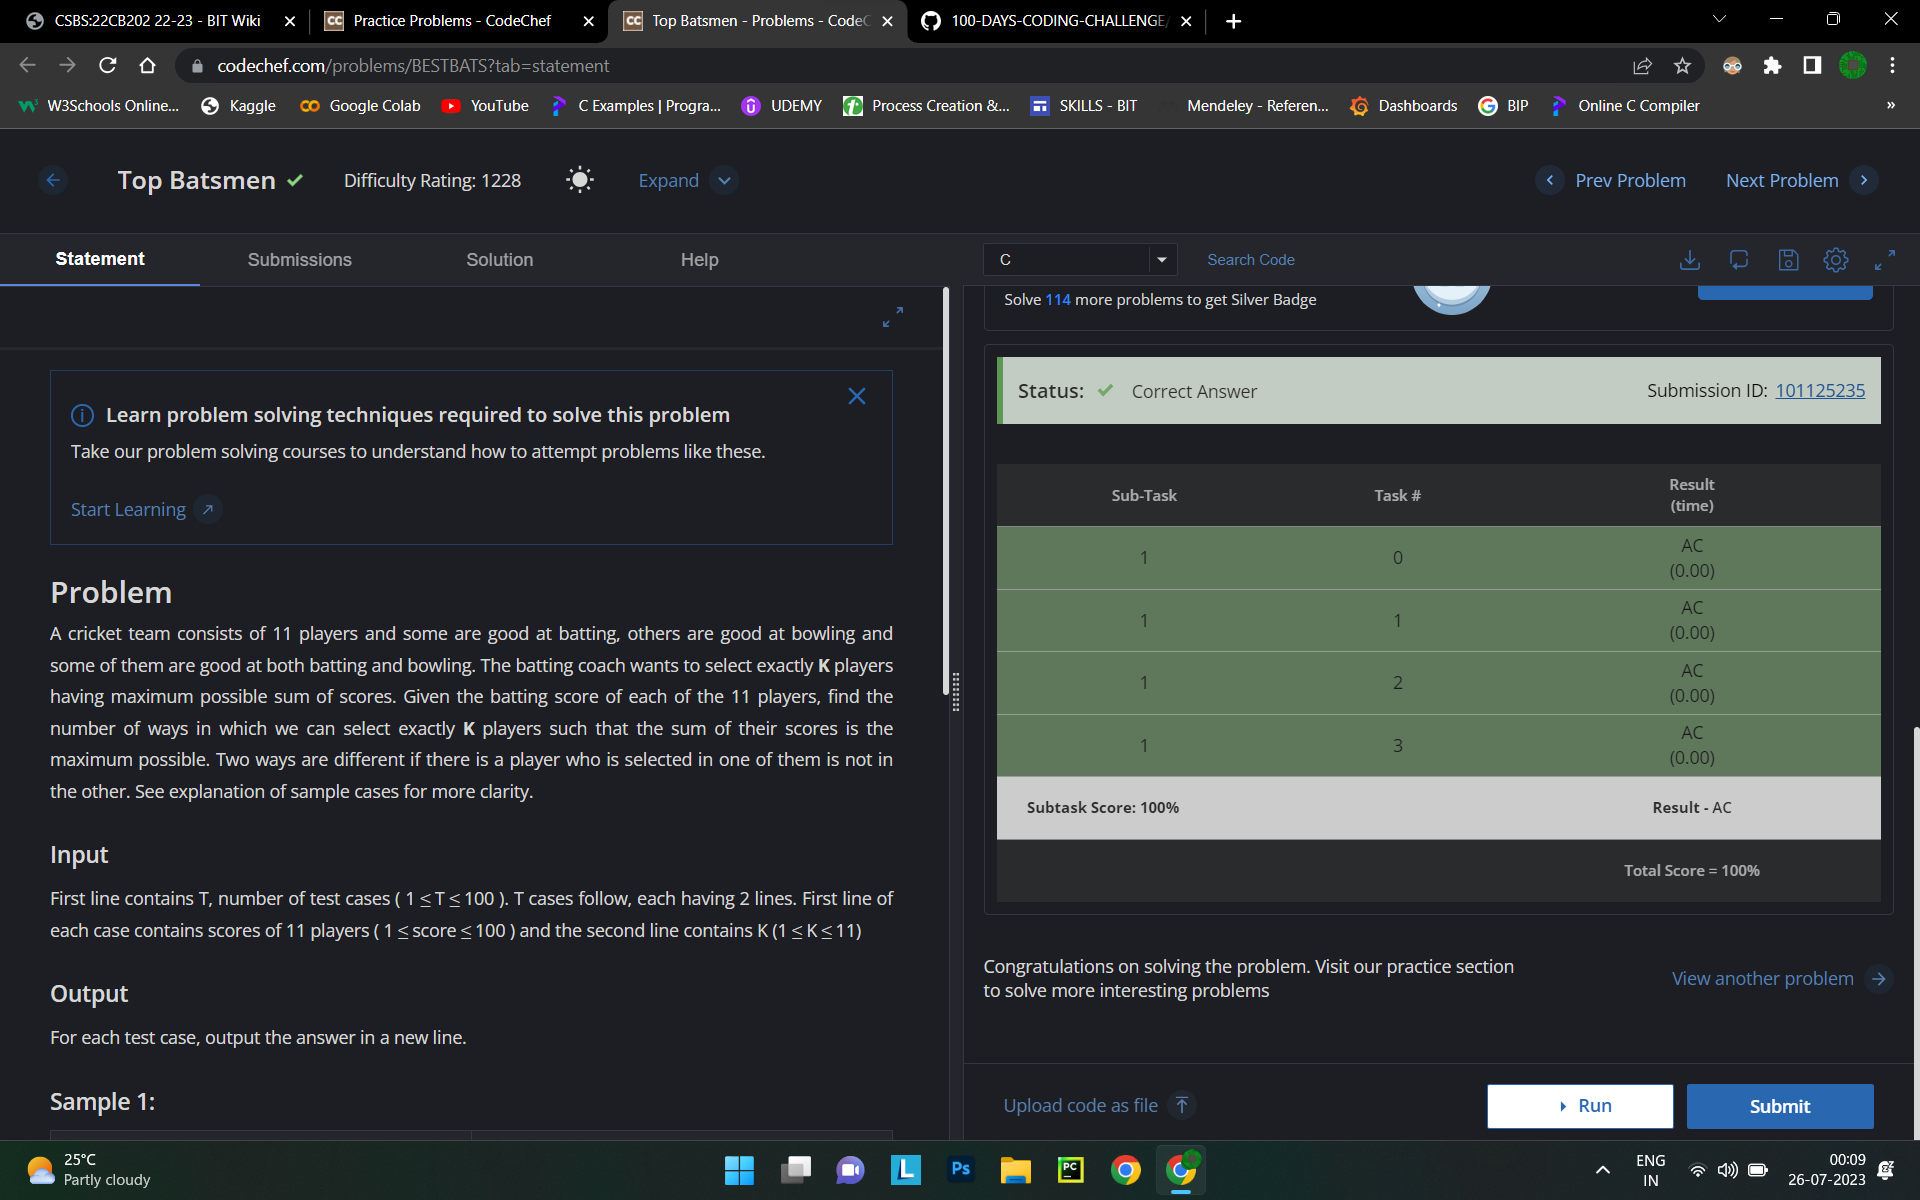 CSBS:22CB202 22-23 - BIT Wiki
Practice Problems - CodeChef
Top Batsmen - Problems - CodeC
100-DAYS-CODING-CHALLENGE/
codechef.com/problems/BESTBATS?tab=statement
W3Schools Online...
Kaggle
Google Colab
YouTube
C Examples | Progra...
UDEMY
Process Creation &...
SKILLS - BIT
Mendeley - Referen...
Dashboards
BIP
Online C Compiler
»
Top Batsmen
Difficulty Rating: 1228
Expand
Prev Problem
Next Problem
Statement
Submissions
Solution
Help
C
Search Code
Learn problem solving techniques required to solve this problem
Take our problem solving courses to understand how to attempt problems like these.
Start Learning
Problem
A cricket team consists of 11 players and some are good at batting, others are good at bowling and
some of them are good at both batting and bowling. The batting coach wants to select exactly K players
having maximum possible sum of scores. Given the batting score of each of the 11 players, find the
number of ways in which we can select exactly K players such that the sum of their scores is the
maximum possible. Two ways are different if there is a player who is selected in one of them is not in
the other. See explanation of sample cases for more clarity.
Input
First line contains T, number of test cases ( 1 ≤ T ≤ 100 ). T cases follow, each having 2 lines. First line of
each case contains scores of 11 players ( 1 ≤ score ≤ 100 ) and the second line contains K (1 ≤ K ≤ 11)
Output
For each test case, output the answer in a new line.
Sample 1:
Solve 114 more problems to get Silver Badge
Status: Correct Answer
Submission ID: 101125235
Sub-Task Task # Result
(time)
1 0 AC
(0.00)
1 1 AC
(0.00)
1 2 AC
(0.00)
1 3 AC
(0.00)
Subtask Score: 100% Result - AC
Total Score = 100%
Congratulations on solving the problem. Visit our practice section
to solve more interesting problems
View another problem
Upload code as file
Run
Submit
25°C
Partly cloudy
L
Ps
PC
ENG
IN
00:09
26-07-2023